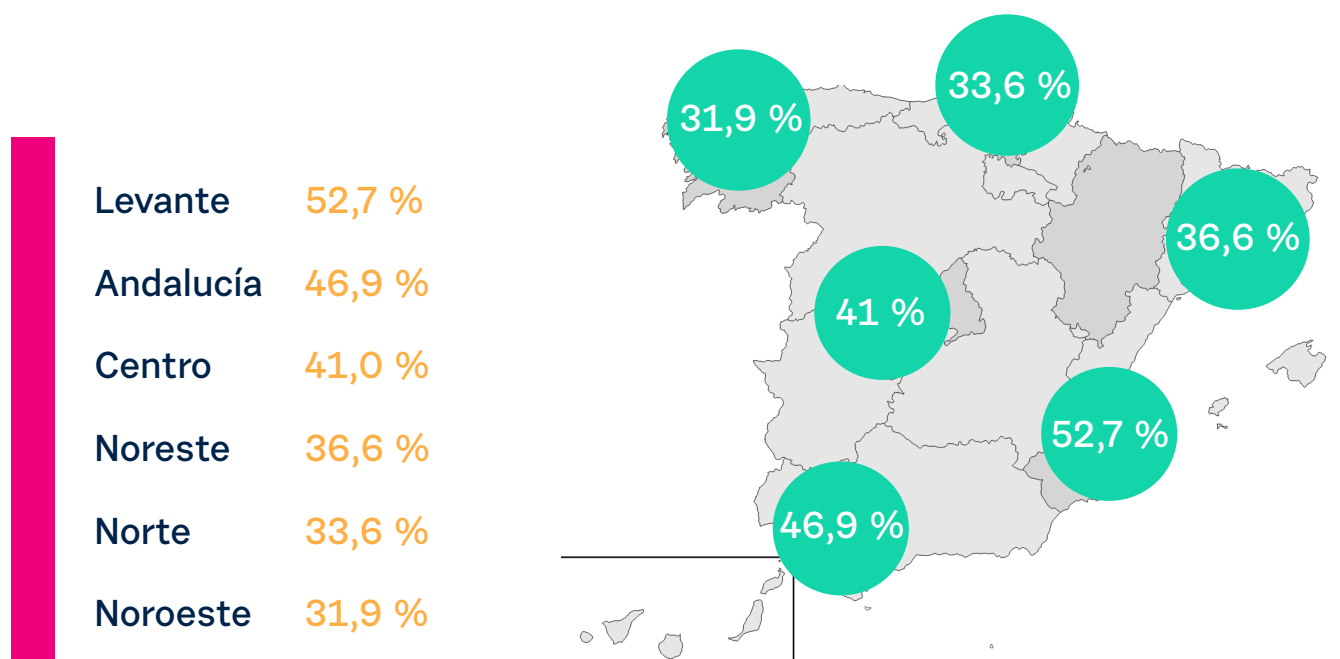 Levante 52,7 %
Andalucía 46,9 %
Centro 41,0 %
Noreste 36,6 %
Norte 33,6 %
Noroeste 31,9 %
33,6 %
31,9 %
36,6 %
41 %
52,7 %
46,9 %